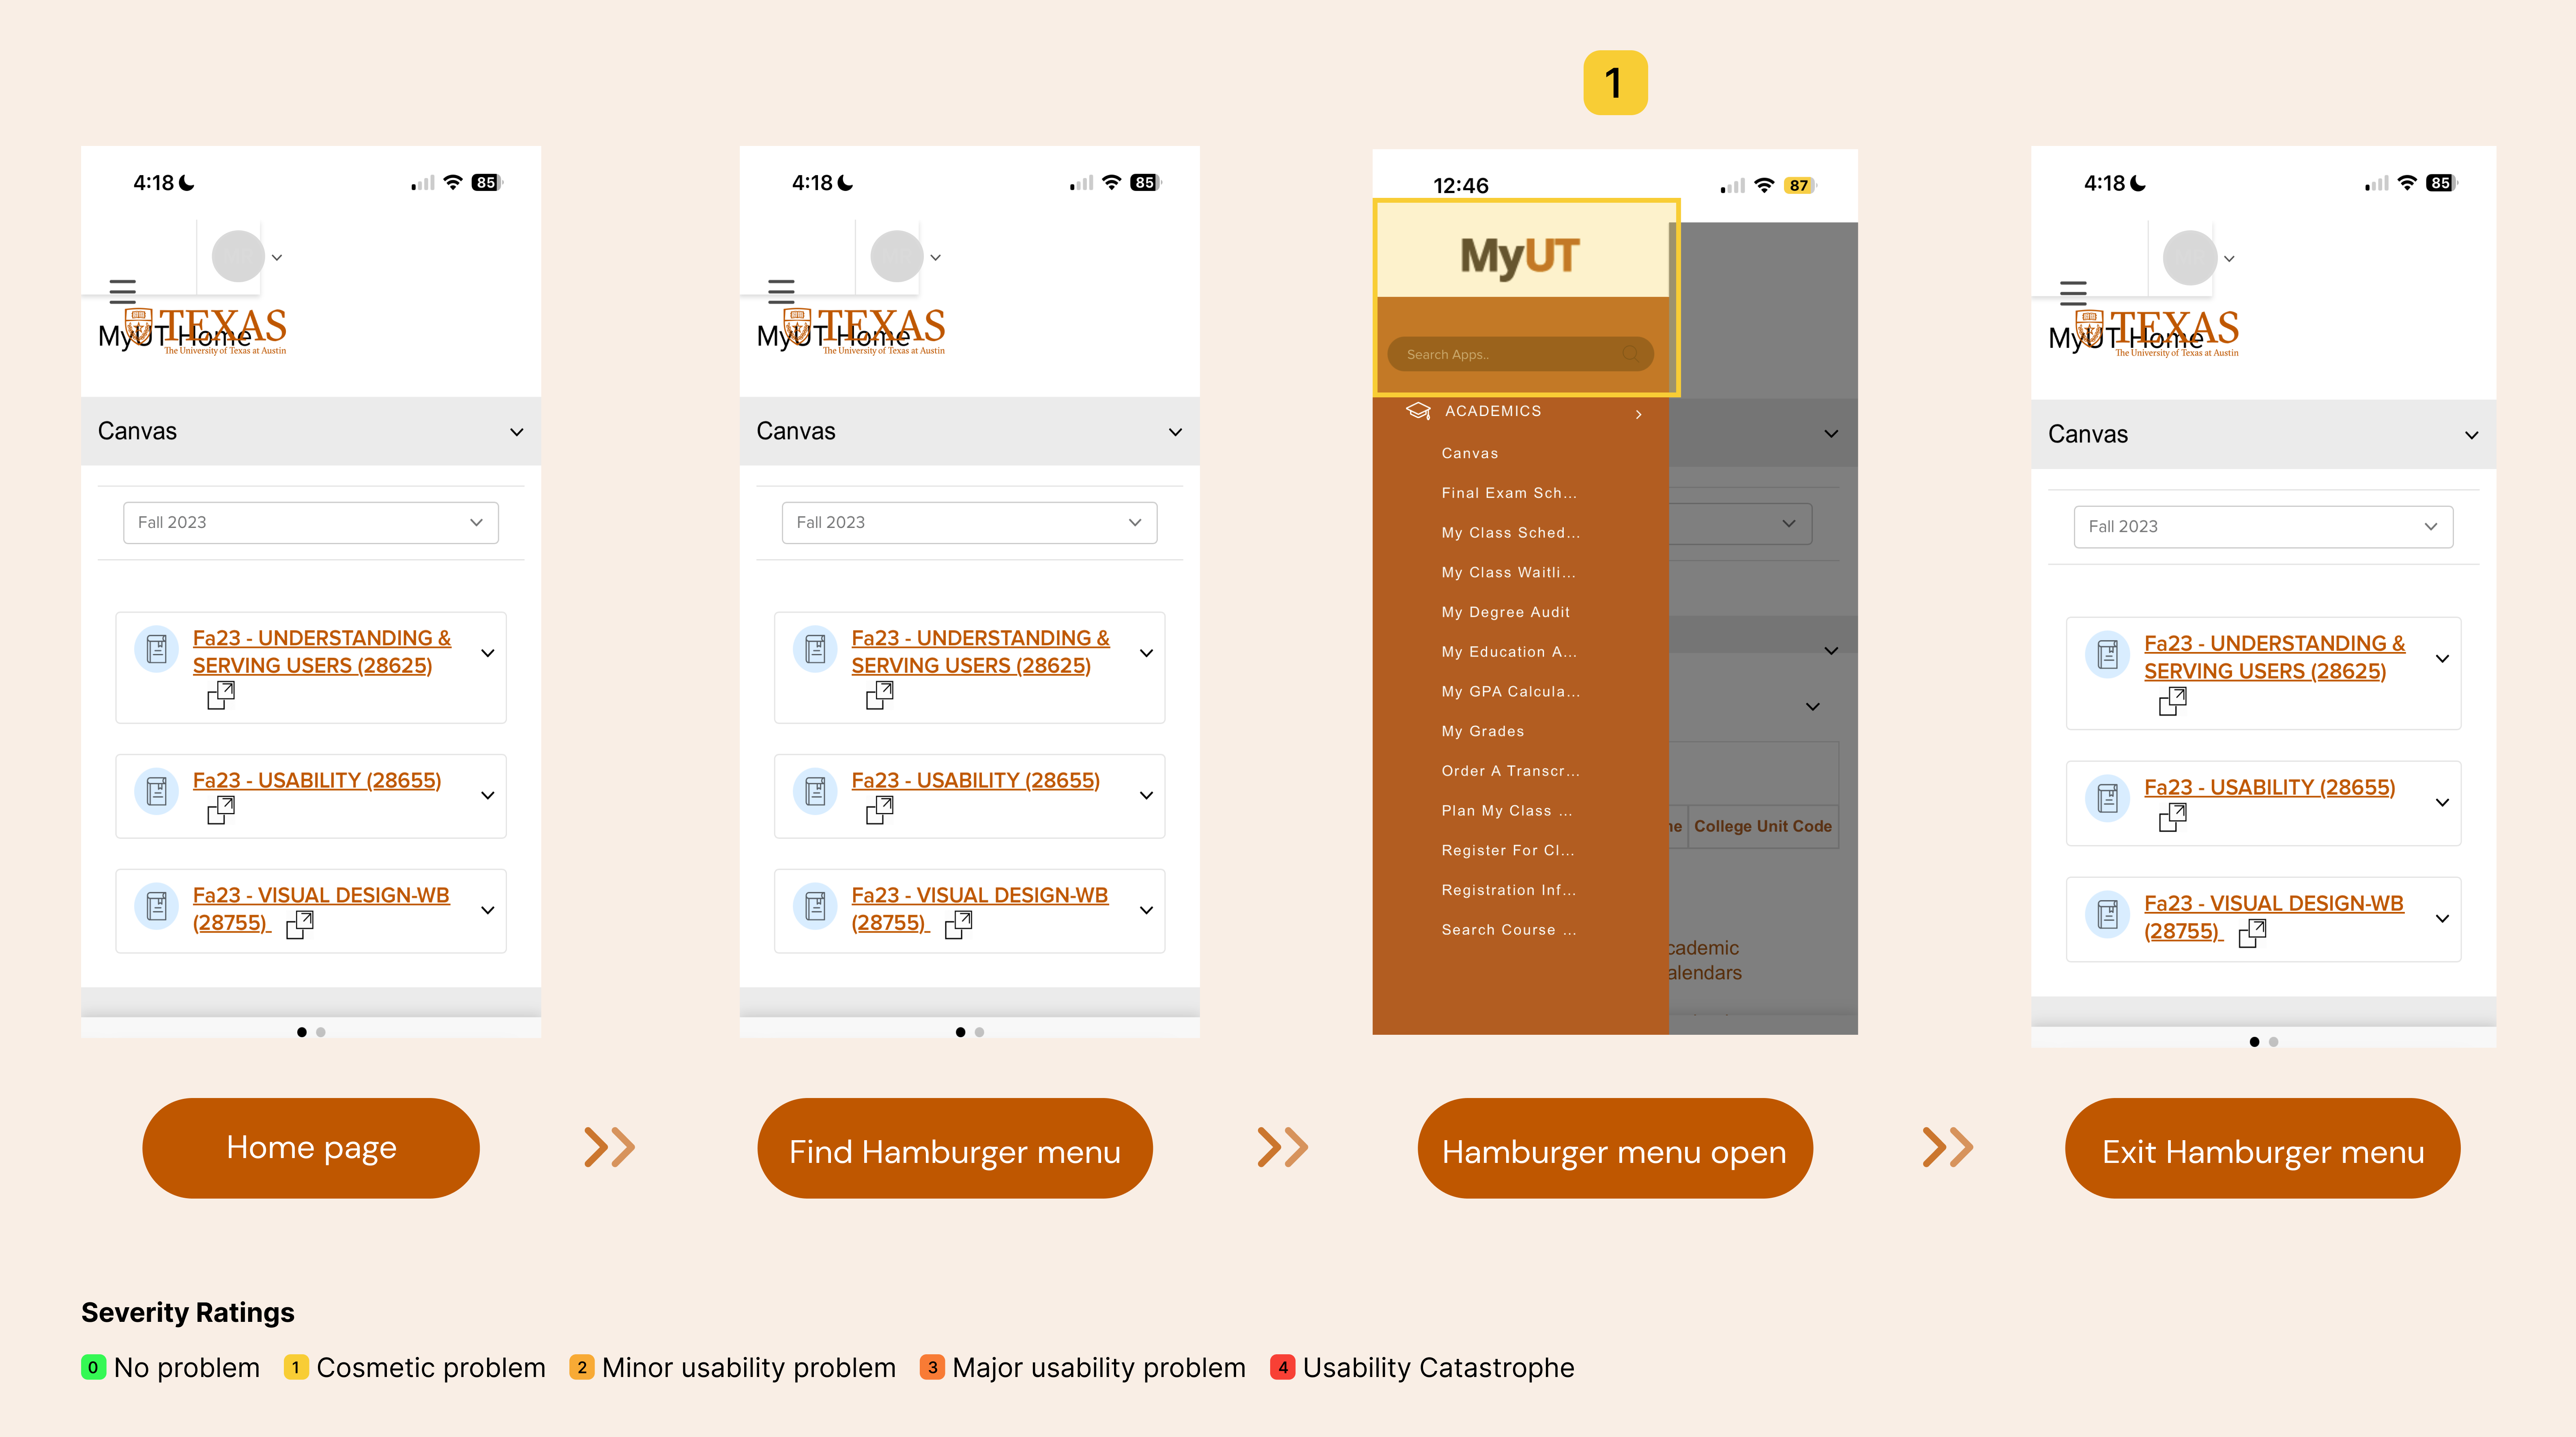 1
4:18
85
MyUT Home
TEXAS
The University of Texas at Austin
Canvas
Fall 2023
Fa23 - UNDERSTANDING &
SERVING USERS (28625)
Fa23 - USABILITY (28655)
Fa23 - VISUAL DESIGN-WB
(28755)
Home page
4:18
85
MyUT Home
TEXAS
The University of Texas at Austin
Canvas
Fall 2023
Fa23 - UNDERSTANDING &
SERVING USERS (28625)
Fa23 - USABILITY (28655)
Fa23 - VISUAL DESIGN-WB
(28755)
Find Hamburger menu
12:46
87
MyUT
Search Apps..
ACADEMICS
Canvas
Final Exam Sch...
My Class Sched...
My Class Waitli...
My Degree Audit
My Education A...
My GPA Calcula...
My Grades
Order A Transcr...
Plan My Class ...
Register For Cl...
Registration Inf...
Search Course ...
College Unit Code
cademic
alendars
Hamburger menu open
4:18
85
MyUT Home
TEXAS
The University of Texas at Austin
Canvas
Fall 2023
Fa23 - UNDERSTANDING &
SERVING USERS (28625)
Fa23 - USABILITY (28655)
Fa23 - VISUAL DESIGN-WB
(28755)
Exit Hamburger menu
Severity Ratings
0 No problem 1 Cosmetic problem 2 Minor usability problem 3 Major usability problem 4 Usability Catastrophe